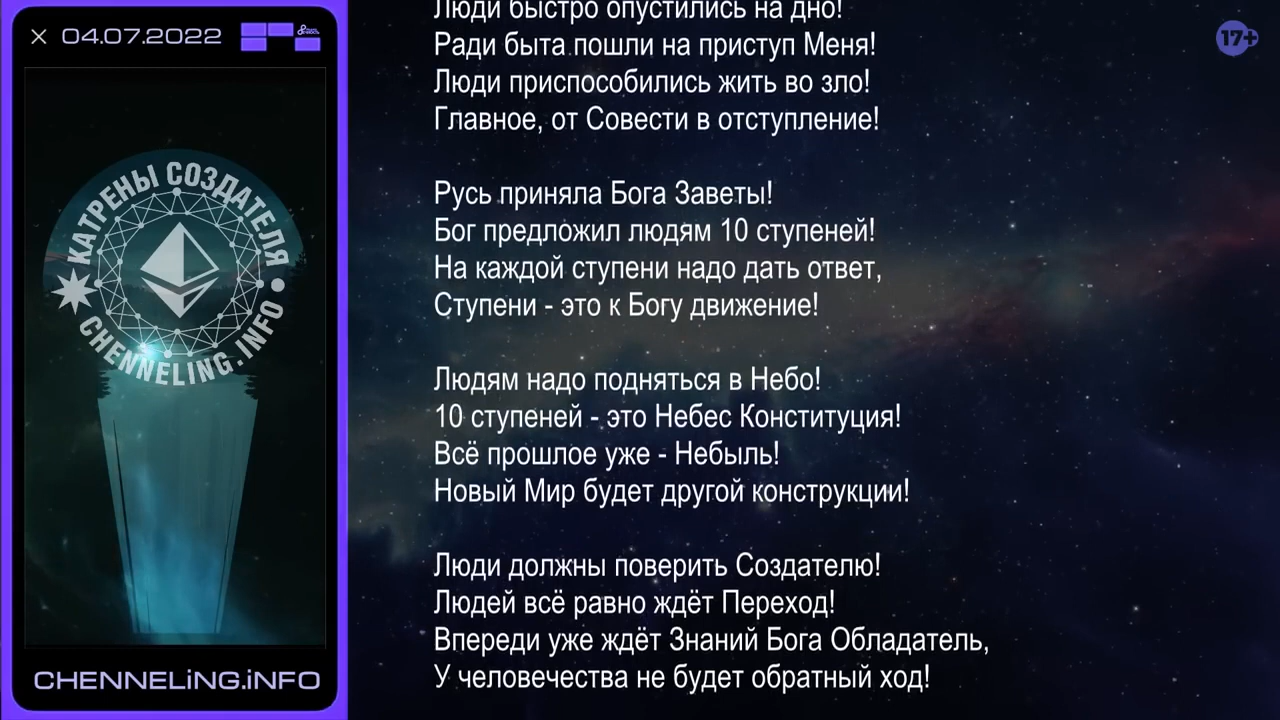 × 04.07.2022
КАТРЕНЫ СОЗДАТЕЛЯ
CHENNELING.INFO
CHENNELiNG.iNFO
Люди быстро опустились на дно!
Ради быта пошли на приступ Меня!
Люди приспособились жить во зло!
Главное, от Совести в отступление!
Русь приняла Бога Заветы!
Бог предложил людям 10 ступеней!
На каждой ступени надо дать ответ,
Ступени - это к Богу движение!
Людям надо подняться в Небо!
10 ступеней - это Небес Конституция!
Всё прошлое уже - Небыль!
Новый Мир будет другой конструкции!
Люди должны поверить Создателю!
Людей всё равно ждёт Переход!
Впереди уже ждёт Знаний Бога Обладатель,
У человечества не будет обратный ход!
17+